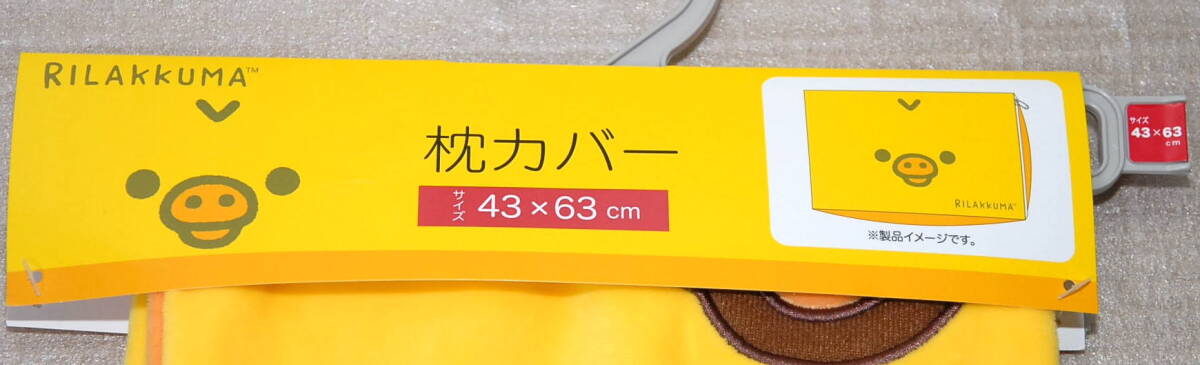 RILAKKUMA™
枕カバー
サイズ 43×63 cm
RILAKKUMA™
※製品イメージです。
サイズ
43×63
cm